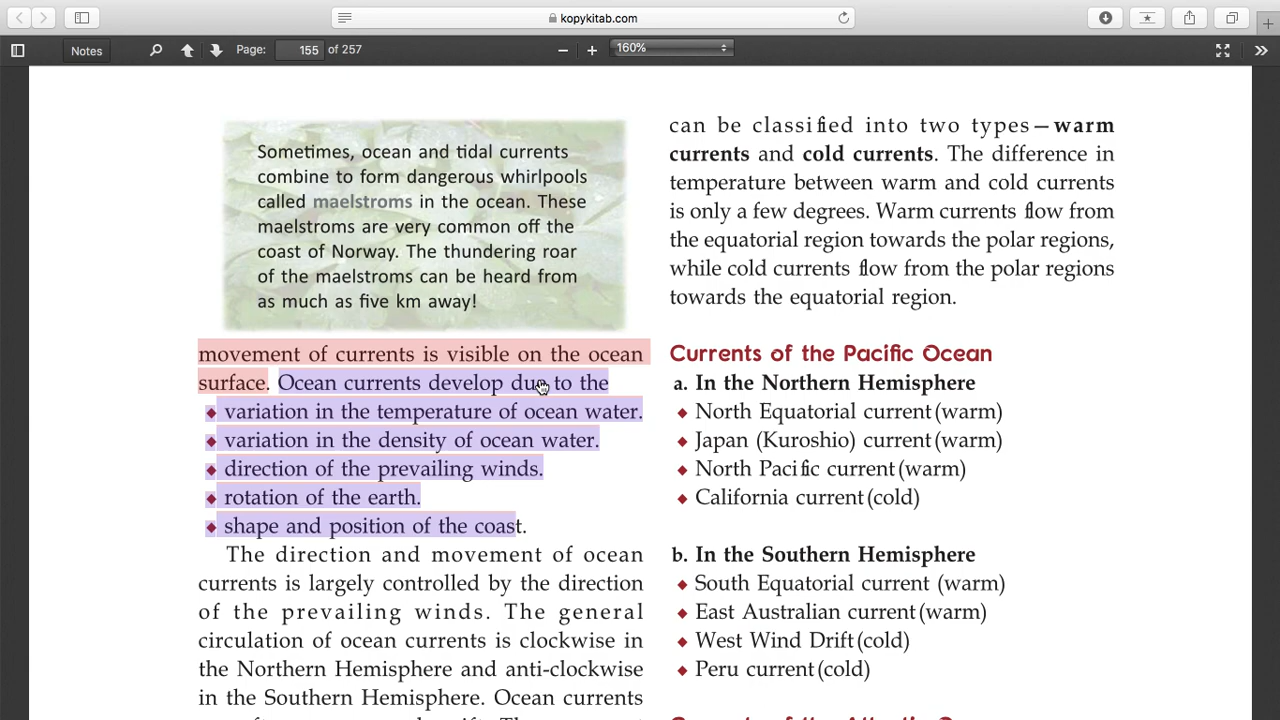 kopykitab.com
Notes
Page:
155
of 257
160%
Sometimes, ocean and tidal currents
combine to form dangerous whirlpools
called maelstroms in the ocean. These
maelstroms are very common off the
coast of Norway. The thundering roar
of the maelstroms can be heard from
as much as five km away!
movement of currents is visible on the ocean
surface. Ocean currents develop due to the
◆ variation in the temperature of ocean water.
◆ variation in the density of ocean water.
◆ direction of the prevailing winds.
◆ rotation of the earth.
◆ shape and position of the coast.
The direction and movement of ocean
currents is largely controlled by the direction
of the prevailing winds. The general
circulation of ocean currents is clockwise in
the Northern Hemisphere and anti-clockwise
in the Southern Hemisphere. Ocean currents
can be classified into two types—warm
currents and cold currents. The difference in
temperature between warm and cold currents
is only a few degrees. Warm currents flow from
the equatorial region towards the polar regions,
while cold currents flow from the polar regions
towards the equatorial region.
Currents of the Pacific Ocean
a. In the Northern Hemisphere
◆ North Equatorial current (warm)
◆ Japan (Kuroshio) current (warm)
◆ North Pacific current (warm)
◆ California current (cold)
b. In the Southern Hemisphere
◆ South Equatorial current (warm)
◆ East Australian current (warm)
◆ West Wind Drift (cold)
◆ Peru current (cold)